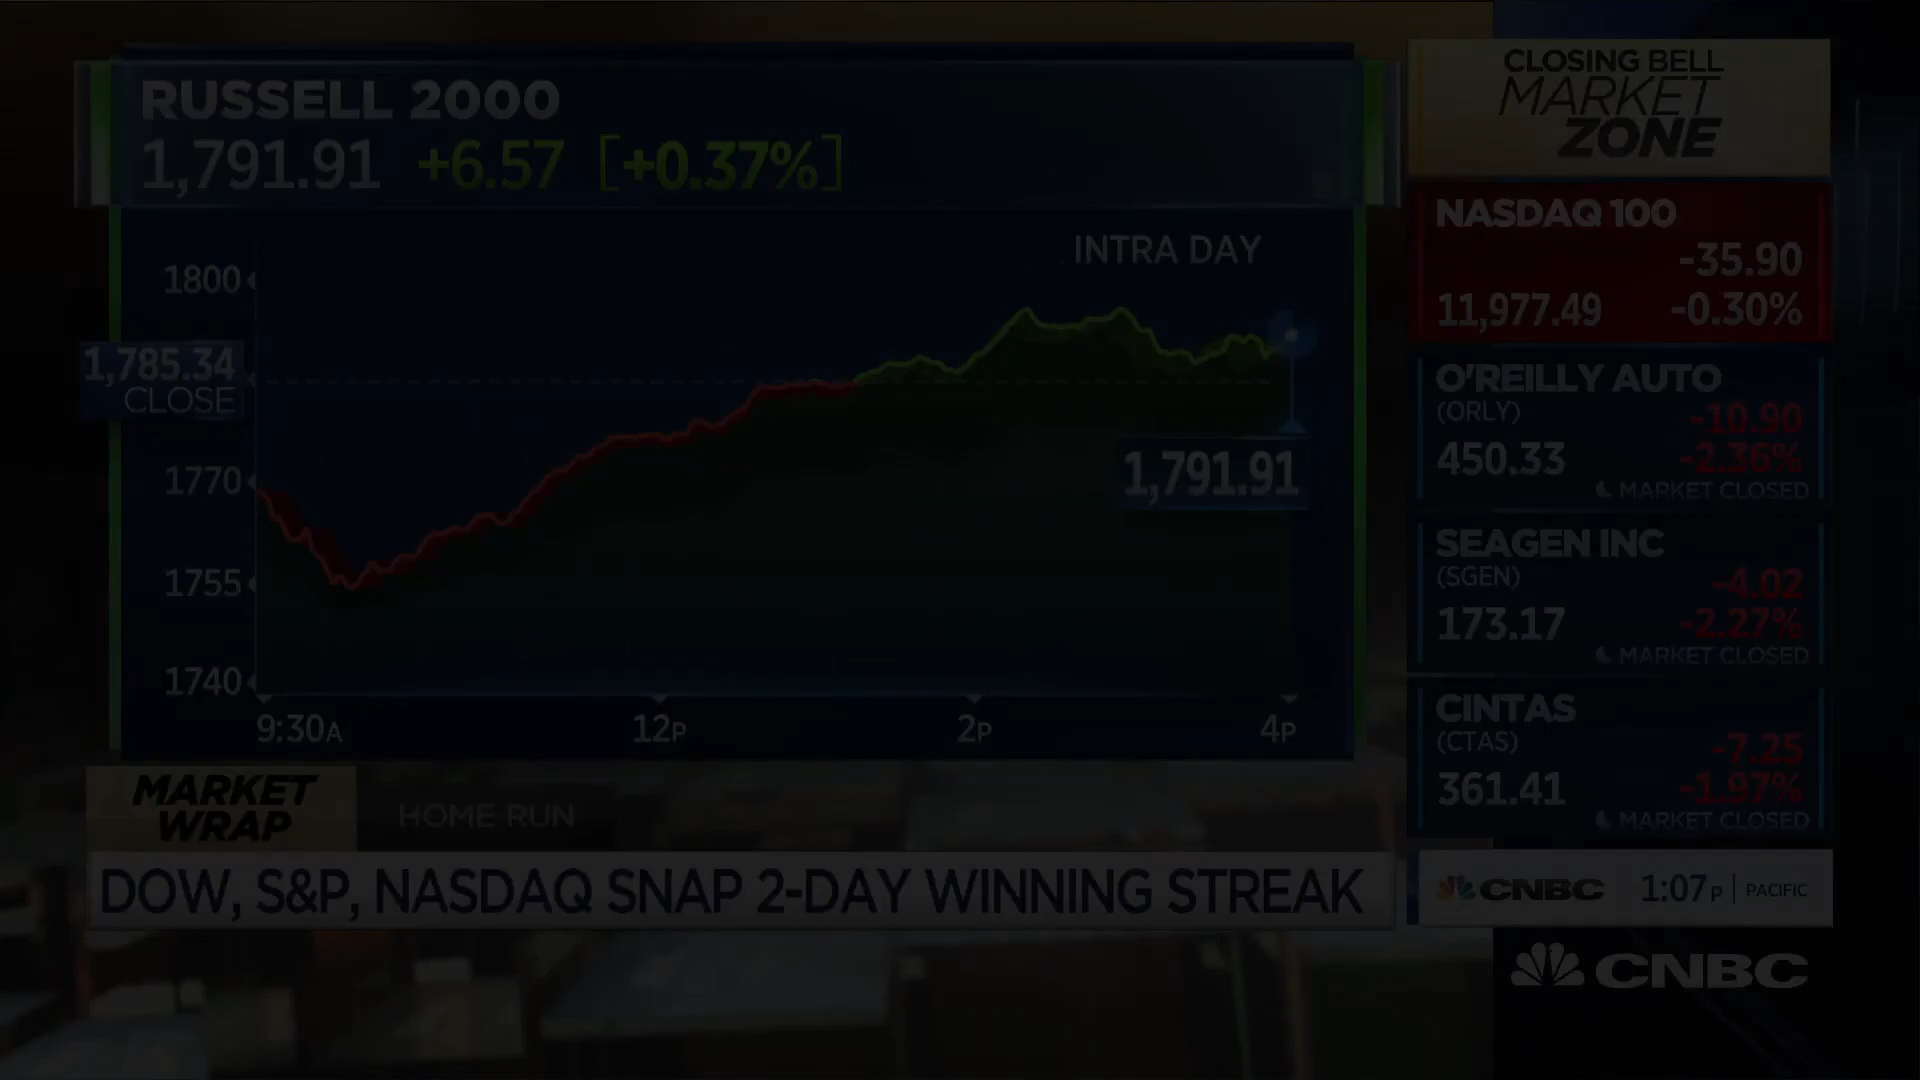 RUSSELL 2000
1,791.91 +6.57 [+0.37%]
INTRA DAY
1800
1,785.34
CLOSE
1770
1,791.91
1755
1740
9:30A 12P 2P 4P
MARKET
WRAP
HOME RUN
DOW, S&P, NASDAQ SNAP 2-DAY WINNING STREAK
CLOSING BELL
MARKET
ZONE
NASDAQ 100
-35.90
11,977.49 -0.30%
O'REILLY AUTO
(ORLY) -10.90
450.33 -2.36%
MARKET CLOSED
SEAGEN INC
(SGEN) -4.02
173.17 -2.27%
MARKET CLOSED
CINTAS
(CTAS) -7.25
361.41 -1.97%
MARKET CLOSED
CNBC 1:07P | PACIFIC
CNBC